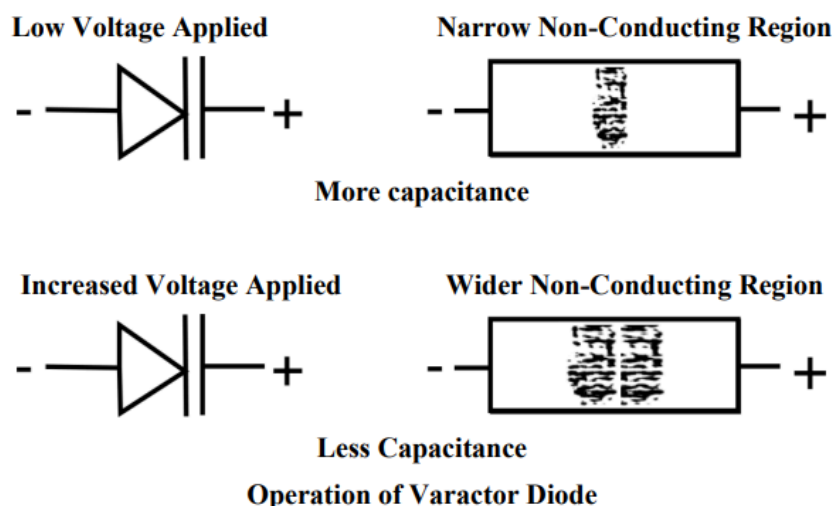 Low Voltage Applied
Narrow Non-Conducting Region
- +
- +
More capacitance
Increased Voltage Applied
Wider Non-Conducting Region
- +
- +
Less Capacitance
Operation of Varactor Diode